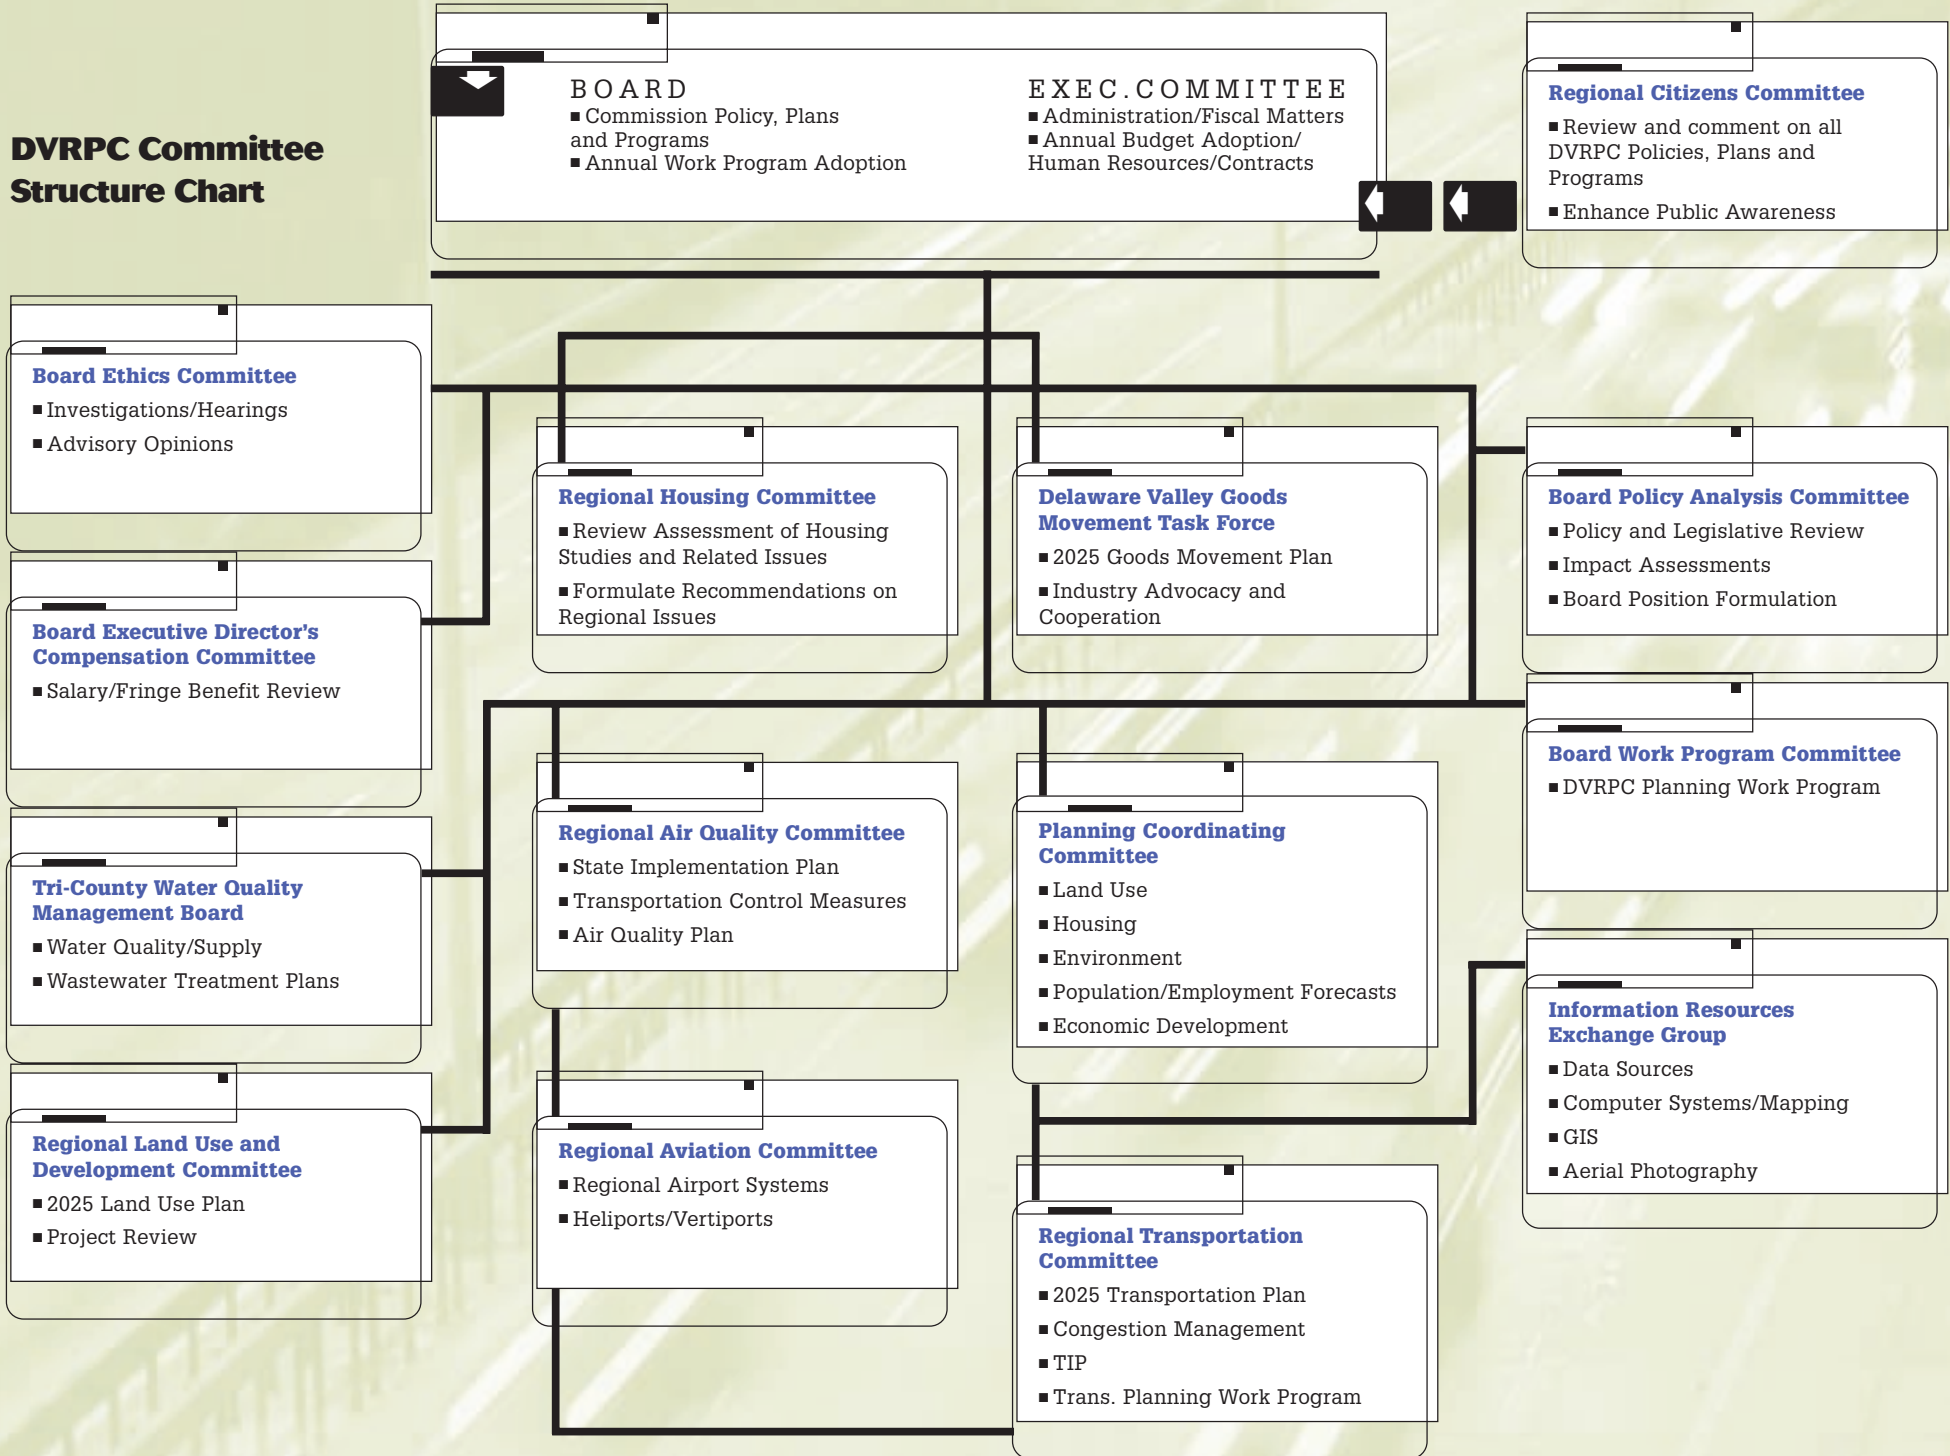 DVRPC Committee
Structure Chart
BOARD
■ Commission Policy, Plans
and Programs
■ Annual Work Program Adoption
EXEC.COMMITTEE
■ Administration/Fiscal Matters
■ Annual Budget Adoption/
Human Resources/Contracts
Regional Citizens Committee
■ Review and comment on all
DVRPC Policies, Plans and
Programs
■ Enhance Public Awareness
Board Ethics Committee
■ Investigations/Hearings
■ Advisory Opinions
Regional Housing Committee
■ Review Assessment of Housing
Studies and Related Issues
■ Formulate Recommendations on
Regional Issues
Delaware Valley Goods
Movement Task Force
■ 2025 Goods Movement Plan
■ Industry Advocacy and
Cooperation
Board Policy Analysis Committee
■ Policy and Legislative Review
■ Impact Assessments
■ Board Position Formulation
Board Executive Director’s
Compensation Committee
■ Salary/Fringe Benefit Review
Board Work Program Committee
■ DVRPC Planning Work Program
Tri-County Water Quality
Management Board
■ Water Quality/Supply
■ Wastewater Treatment Plans
Regional Air Quality Committee
■ State Implementation Plan
■ Transportation Control Measures
■ Air Quality Plan
Planning Coordinating
Committee
■ Land Use
■ Housing
■ Environment
■ Population/Employment Forecasts
■ Economic Development
Information Resources
Exchange Group
■ Data Sources
■ Computer Systems/Mapping
■ GIS
■ Aerial Photography
Regional Land Use and
Development Committee
■ 2025 Land Use Plan
■ Project Review
Regional Aviation Committee
■ Regional Airport Systems
■ Heliports/Vertiports
Regional Transportation
Committee
■ 2025 Transportation Plan
■ Congestion Management
■ TIP
■ Trans. Planning Work Program